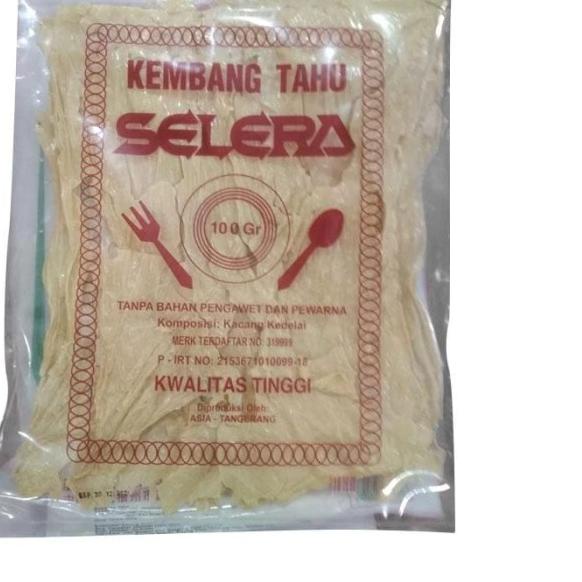 KEMBANG TAHU
SELERA
100 Gr
TANPA BAHAN PENGAWET DAN PEWARNA
Komposisi: Kacang Kedelai
MERK TERDAFTAR NO: 319999
P - IRT NO: 2153671010099-18
KWALITAS TINGGI
Diproduksi Oleh:
ASIA - TANGERANG